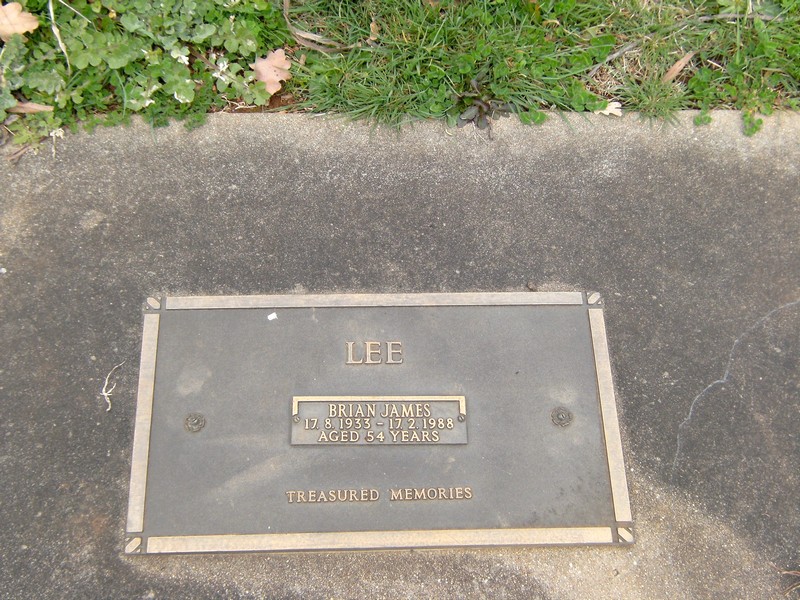 LEE
BRIAN JAMES
17.8.1933 - 17.2.1988
AGED 54 YEARS
TREASURED MEMORIES